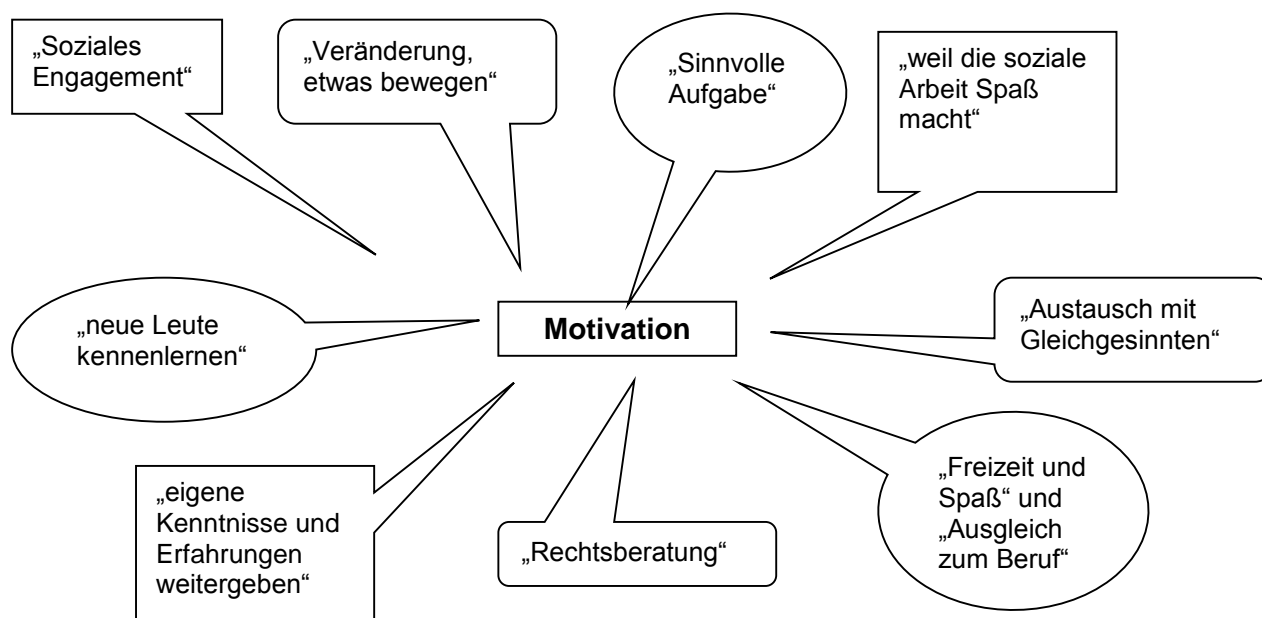 „Soziales
Engagement“
„Veränderung,
etwas bewegen“
„Sinnvolle
Aufgabe“
„weil die soziale
Arbeit Spaß
macht“
„neue Leute
kennenlernen“
Motivation
„Austausch mit
Gleichgesinnten“
„eigene
Kenntnisse und
Erfahrungen
weitergeben“
„Rechtsberatung“
„Freizeit und
Spaß“ und
„Ausgleich
zum Beruf“